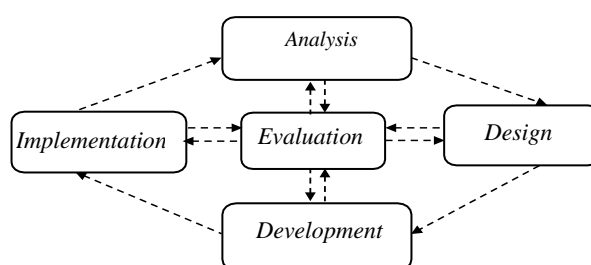 Analysis
Implementation
Evaluation
Design
Development